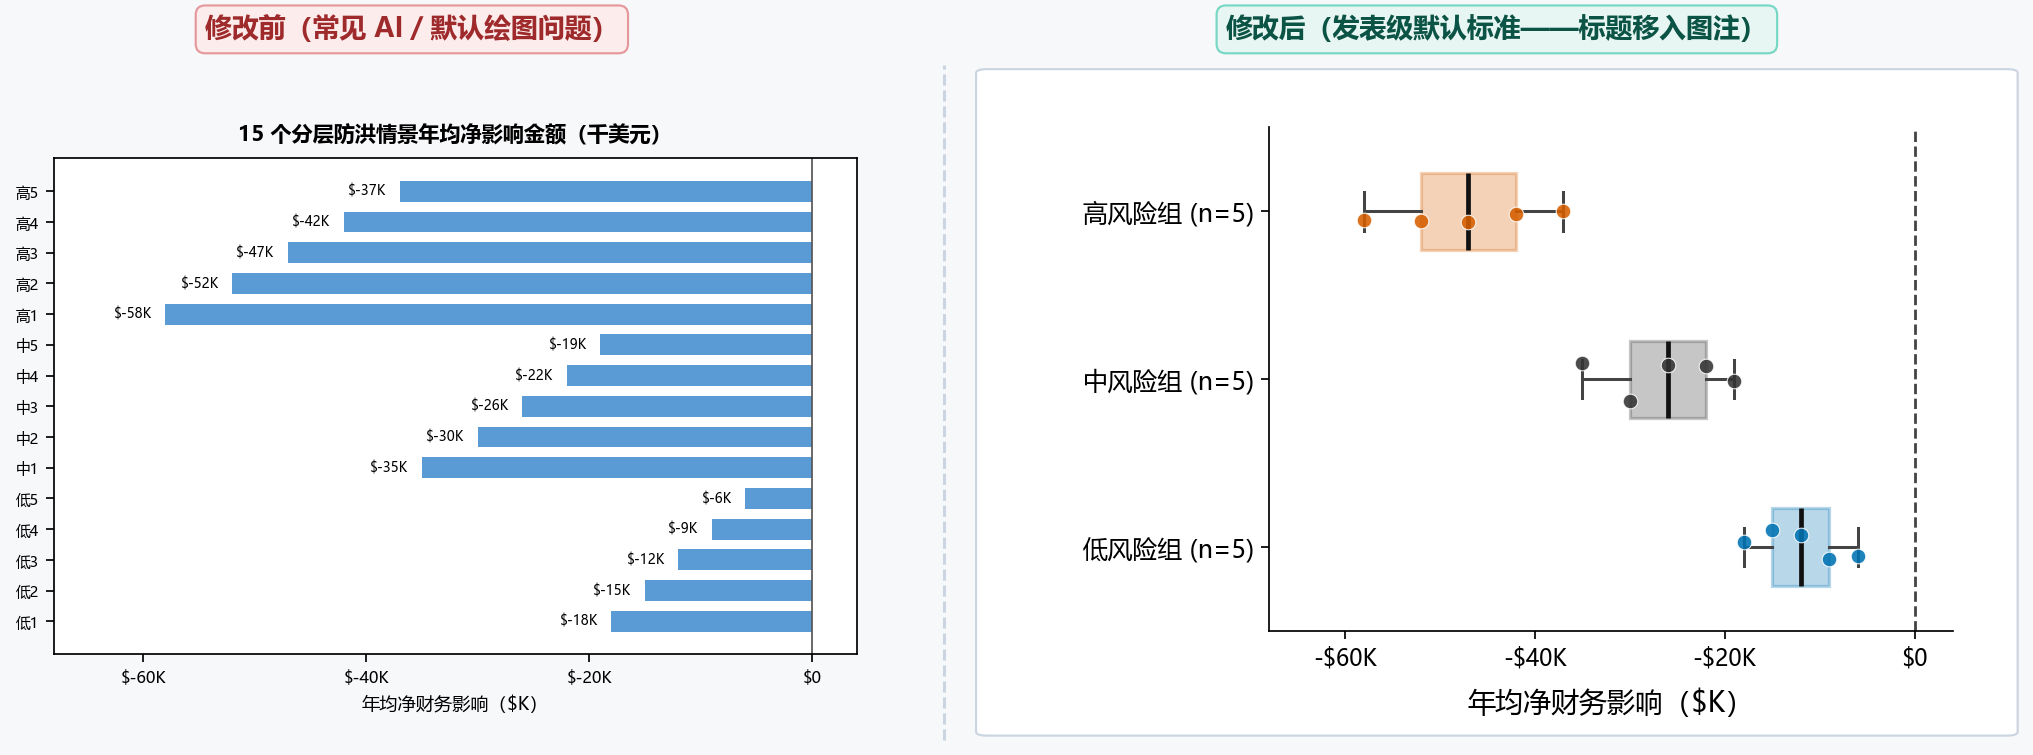 修改前（常见 AI / 默认绘图问题）
15 个分层防洪情景年均净影响金额（千美元）
高5
$-37K
高4
$-42K
高3
$-47K
高2
$-52K
高1
$-58K
中5
$-19K
中4
$-22K
中3
$-26K
中2
$-30K
中1
$-35K
低5
$-6K
低4
$-9K
低3
$-12K
低2
$-15K
低1
$-18K
$-60K
$-40K
$-20K
$0
年均净财务影响（$K）
修改后（发表级默认标准——标题移入图注）
高风险组 (n=5)
中风险组 (n=5)
低风险组 (n=5)
-$60K
-$40K
-$20K
$0
年均净财务影响（$K）